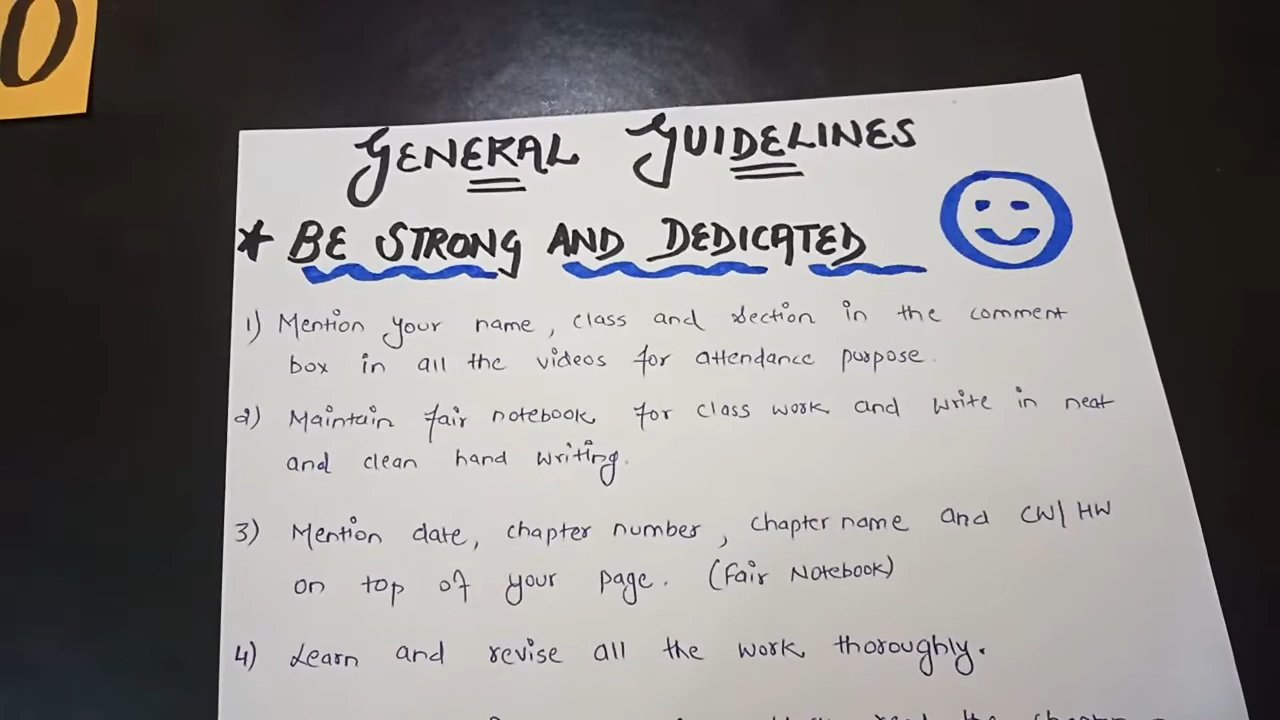 0
GENERAL GUIDELINES
* BE STRONG AND DEDICATED
1) Mention your name, class and section in the comment
box in all the videos for attendance purpose.
2) Maintain fair notebook for class work and write in neat
and clean hand writing.
3) Mention date, chapter number, chapter name and CW/HW
on top of your page. (Fair Notebook)
4) Learn and revise all the work thoroughly.
read the